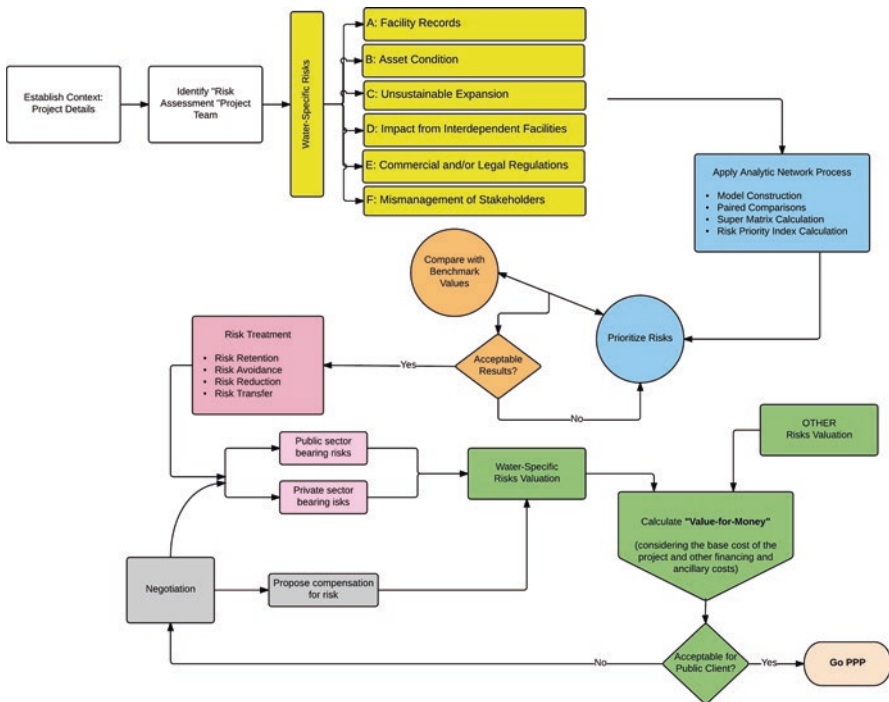 Establish Context:
Project Details
Identify "Risk
Assessment "Project
Team
Water-Specific Risks
A: Facility Records
B: Asset Condition
C: Unsustainable Expansion
D: Impact from Interdependent Facilities
E: Commercial and/or Legal Regulations
F: Mismanagement of Stakeholders
Apply Analytic Network Process
• Model Construction
• Paired Comparisons
• Super Matrix Calculation
• Risk Priority Index Calculation
Compare with
Benchmark
Values
Prioritize Risks
Acceptable
Results?
Yes
No
Risk Treatment
• Risk Retention
• Risk Avoidance
• Risk Reduction
• Risk Transfer
Public sector
bearing risks
Private sector
bearing isks
Water-Specific
Risks Valuation
OTHER
Risks Valuation
Calculate "Value-for-Money"
(considering the base cost of the
project and other financing and
ancillary costs)
Negotiation
Propose compensation
for risk
Acceptable for
Public Client?
No
Yes
Go PPP